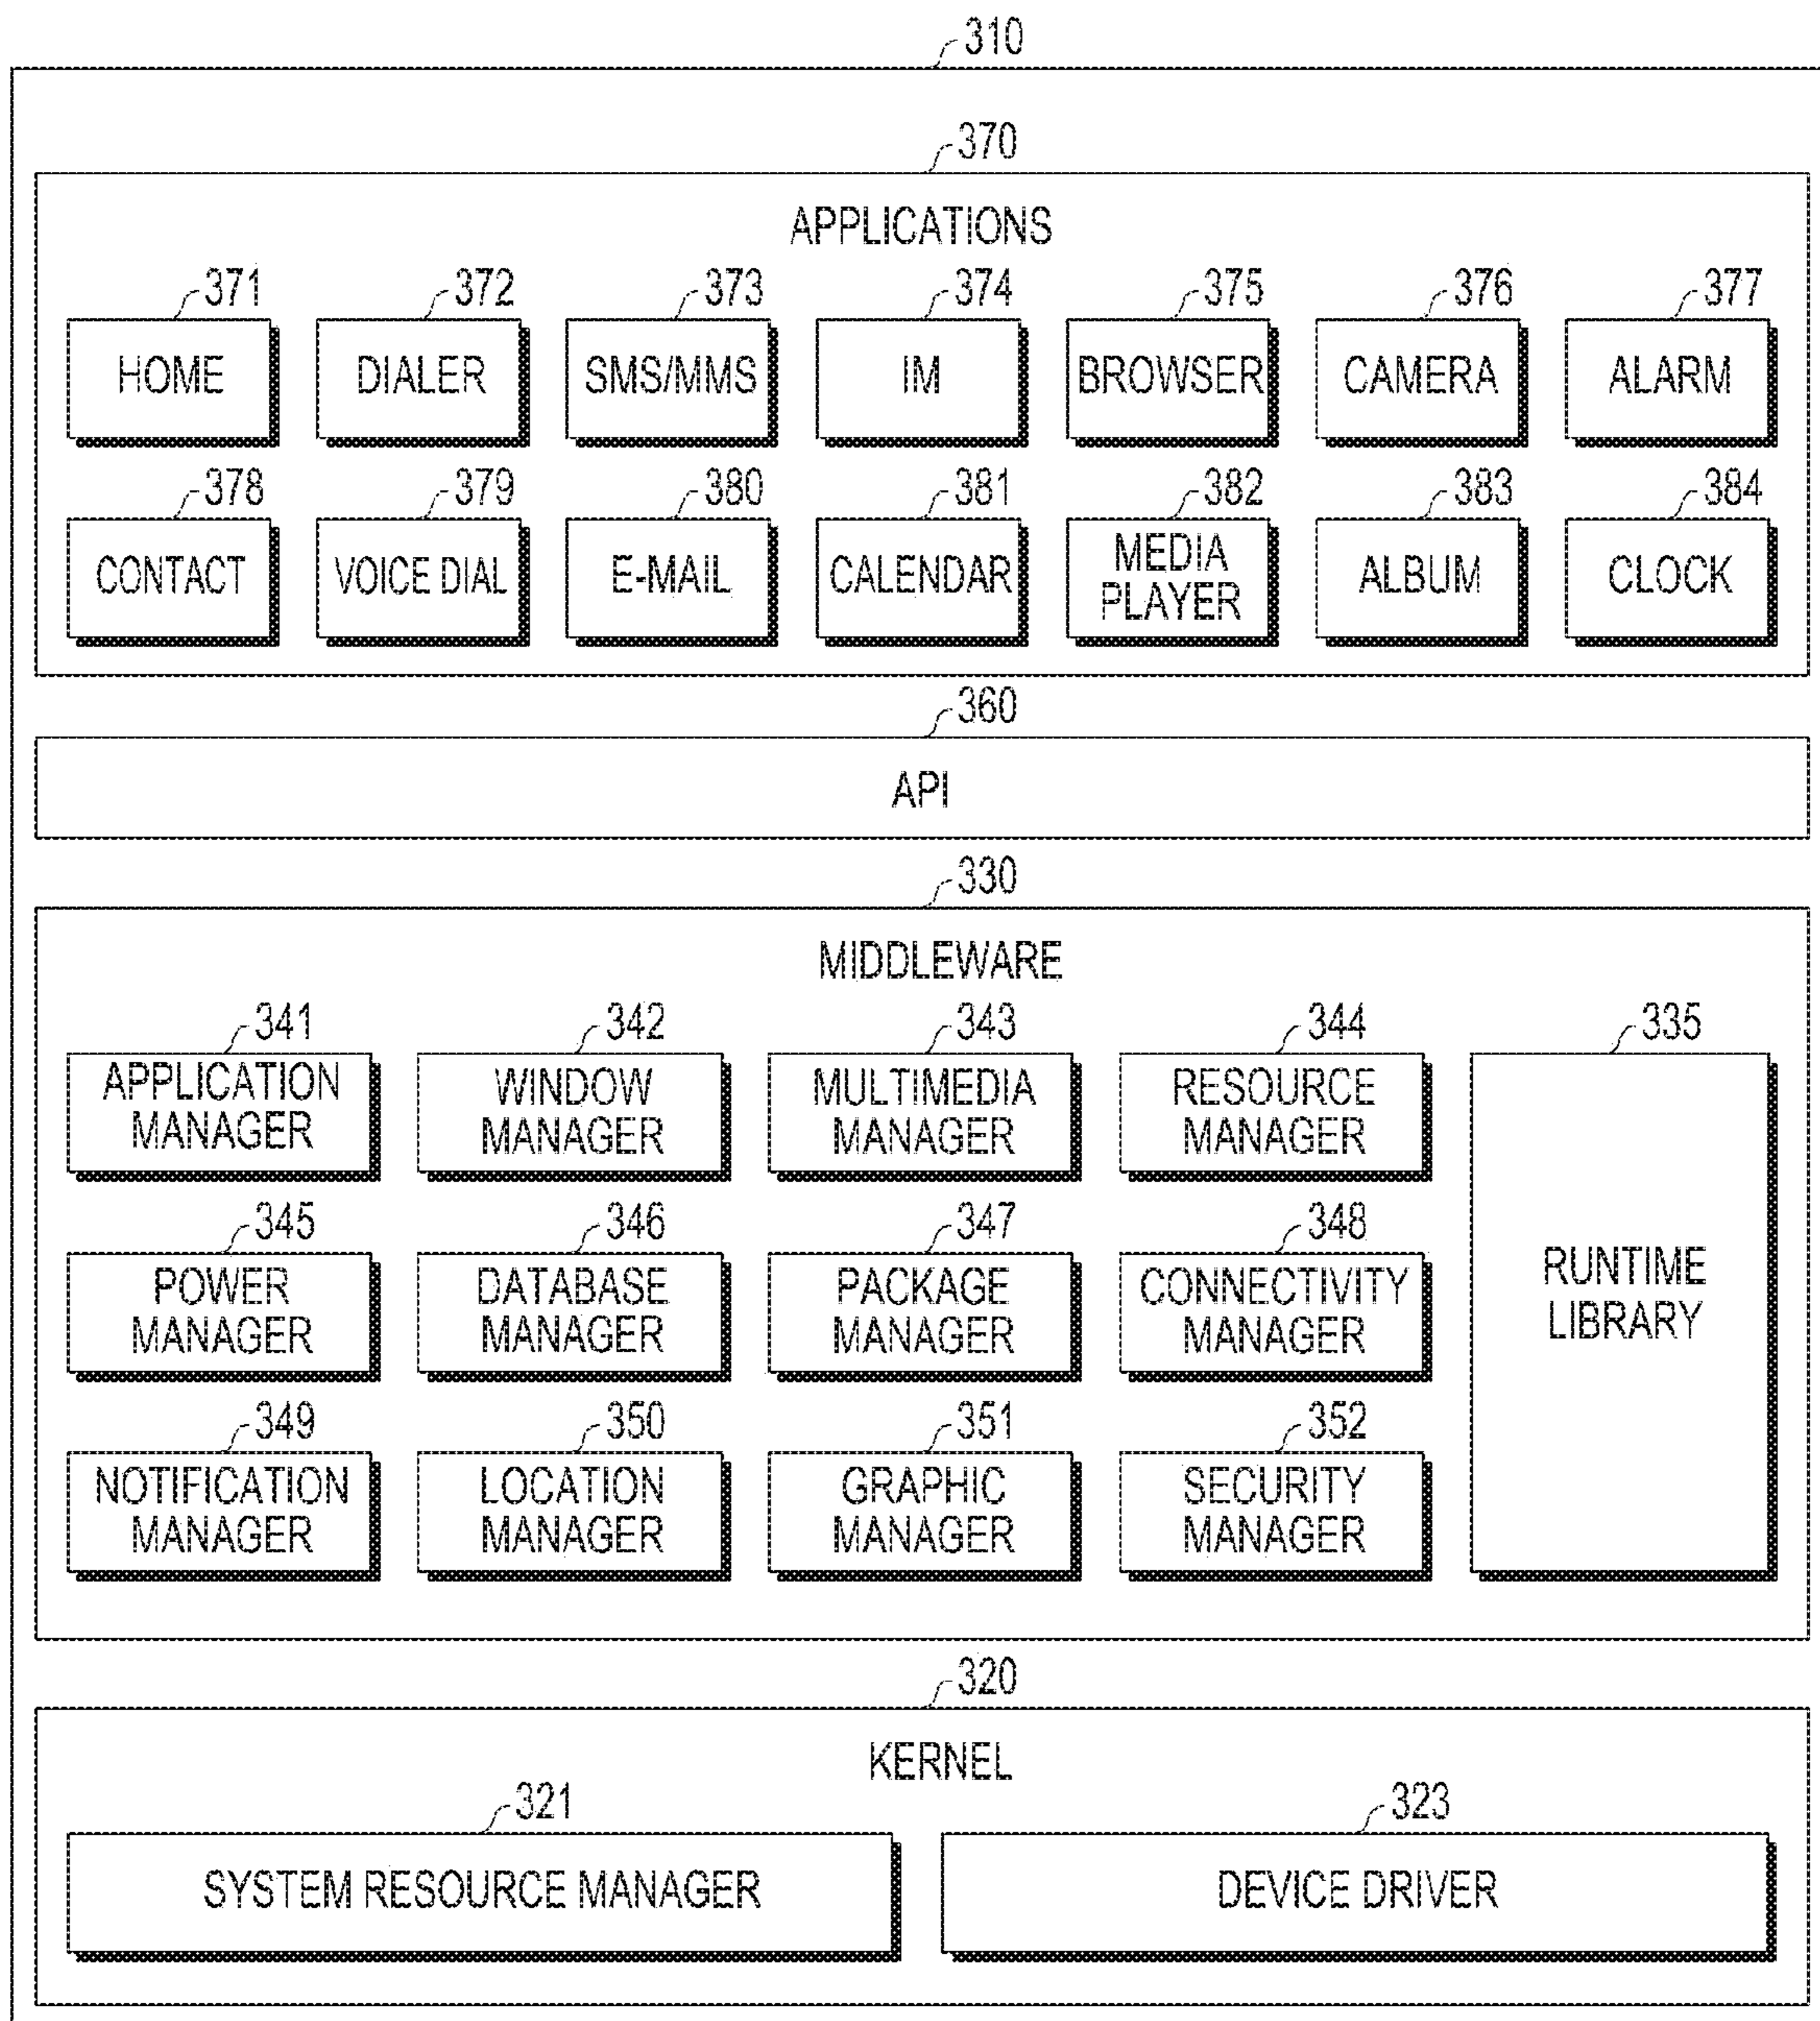 310
370
APPLICATIONS
371 372 373 374 375 376 377
HOME DIALER SMS/MMS IM BROWSER CAMERA ALARM
378 379 380 381 382 383 384
CONTACT VOICE DIAL E-MAIL CALENDAR MEDIA PLAYER ALBUM CLOCK
360
API
330
MIDDLEWARE
341 342 343 344 335
APPLICATION MANAGER WINDOW MANAGER MULTIMEDIA MANAGER RESOURCE MANAGER
345 346 347 348
POWER MANAGER DATABASE MANAGER PACKAGE MANAGER CONNECTIVITY MANAGER RUNTIME LIBRARY
349 350 351 352
NOTIFICATION MANAGER LOCATION MANAGER GRAPHIC MANAGER SECURITY MANAGER
320
KERNEL
321 323
SYSTEM RESOURCE MANAGER DEVICE DRIVER